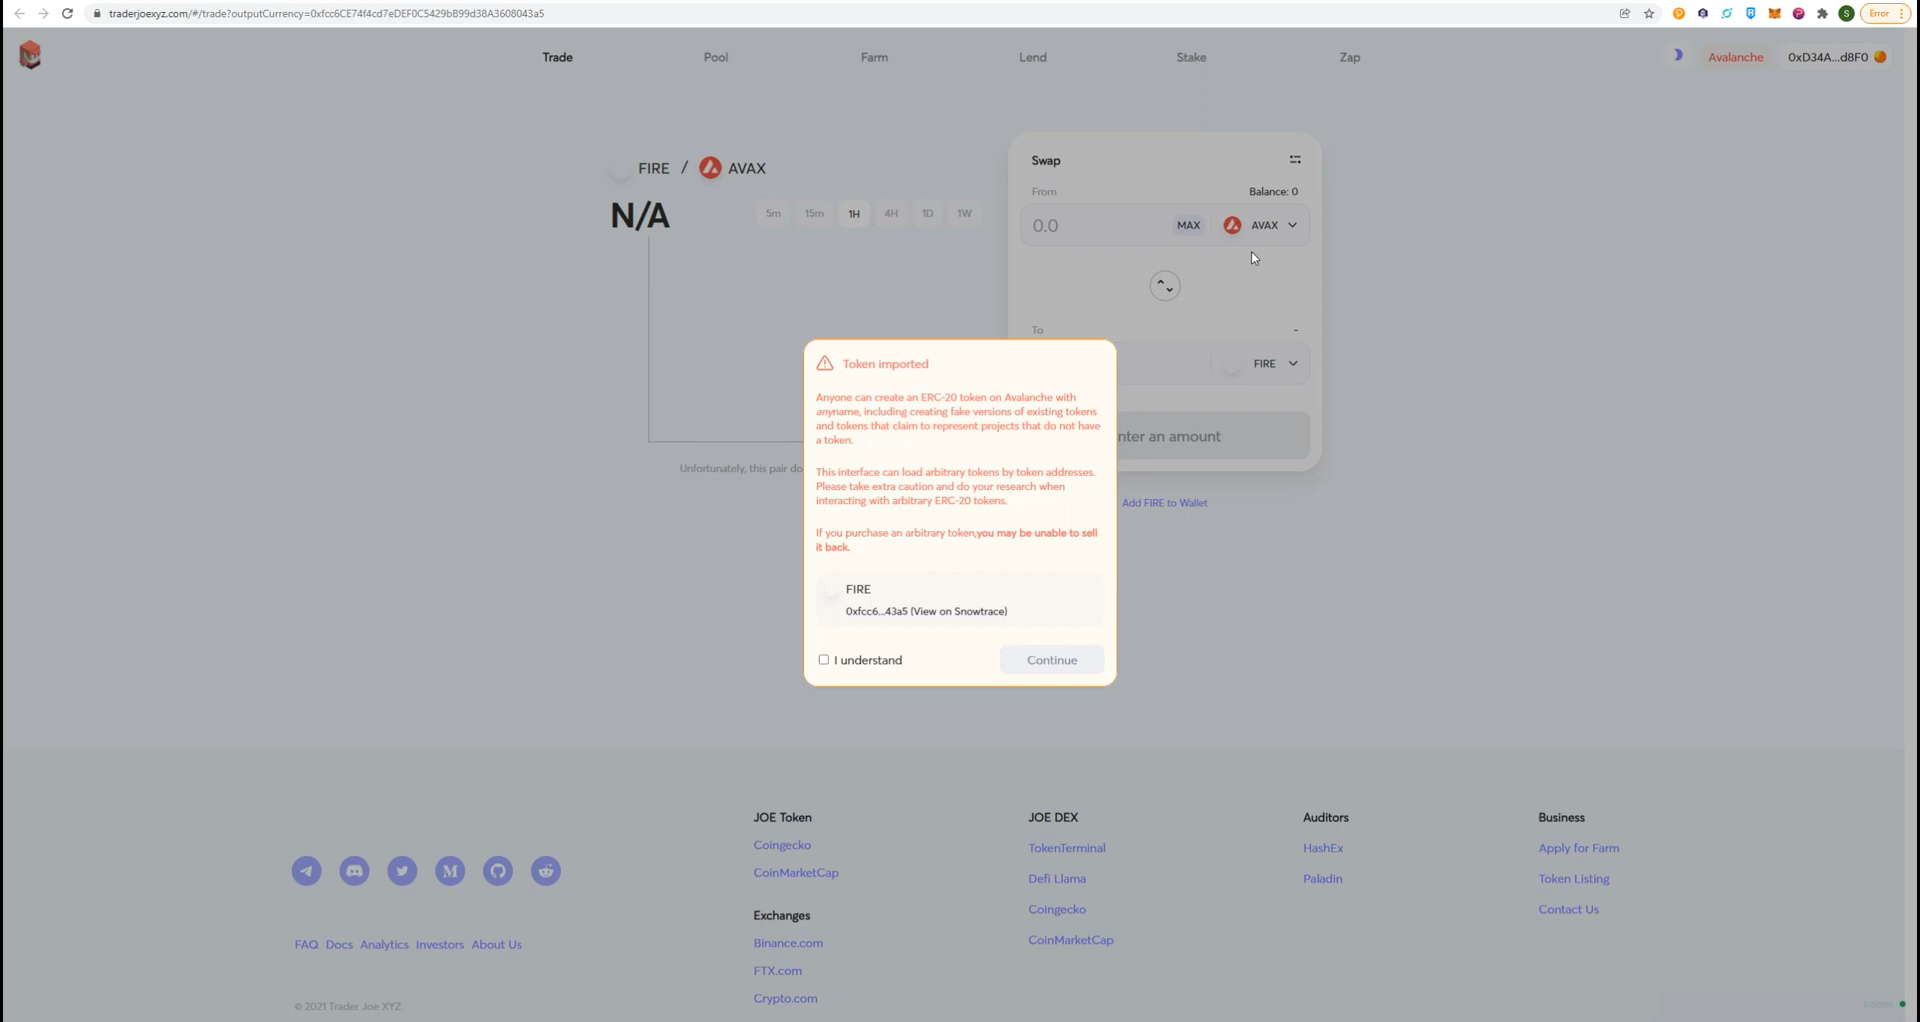 traderjoexyz.com/#/trade?outputCurrency=0xfcc6CE74f4cd7eDEF0C5429bB99d38A3608043a5
S
Error
Trade
Pool
Farm
Lend
Stake
Zap
Avalanche
0xD34A...d8F0
FIRE / AVAX
N/A
5m
15m
1H
4H
1D
1W
Unfortunately, this pair do
Swap
From
Balance: 0
0.0
MAX
AVAX
To
-
FIRE
nter an amount
Add FIRE to Wallet
Token imported
Anyone can create an ERC-20 token on Avalanche with
anyname, including creating fake versions of existing tokens
and tokens that claim to represent projects that do not have
a token.
This interface can load arbitrary tokens by token addresses.
Please take extra caution and do your research when
interacting with arbitrary ERC-20 tokens.
If you purchase an arbitrary token,you may be unable to sell
it back.
FIRE
0xfcc6...43a5 (View on Snowtrace)
I understand
Continue
FAQ
Docs
Analytics
Investors
About Us
© 2021 Trader Joe XYZ
JOE Token
Coingecko
CoinMarketCap
Exchanges
Binance.com
FTX.com
Crypto.com
JOE DEX
TokenTerminal
Defi Llama
Coingecko
CoinMarketCap
Auditors
HashEx
Paladin
Business
Apply for Farm
Token Listing
Contact Us